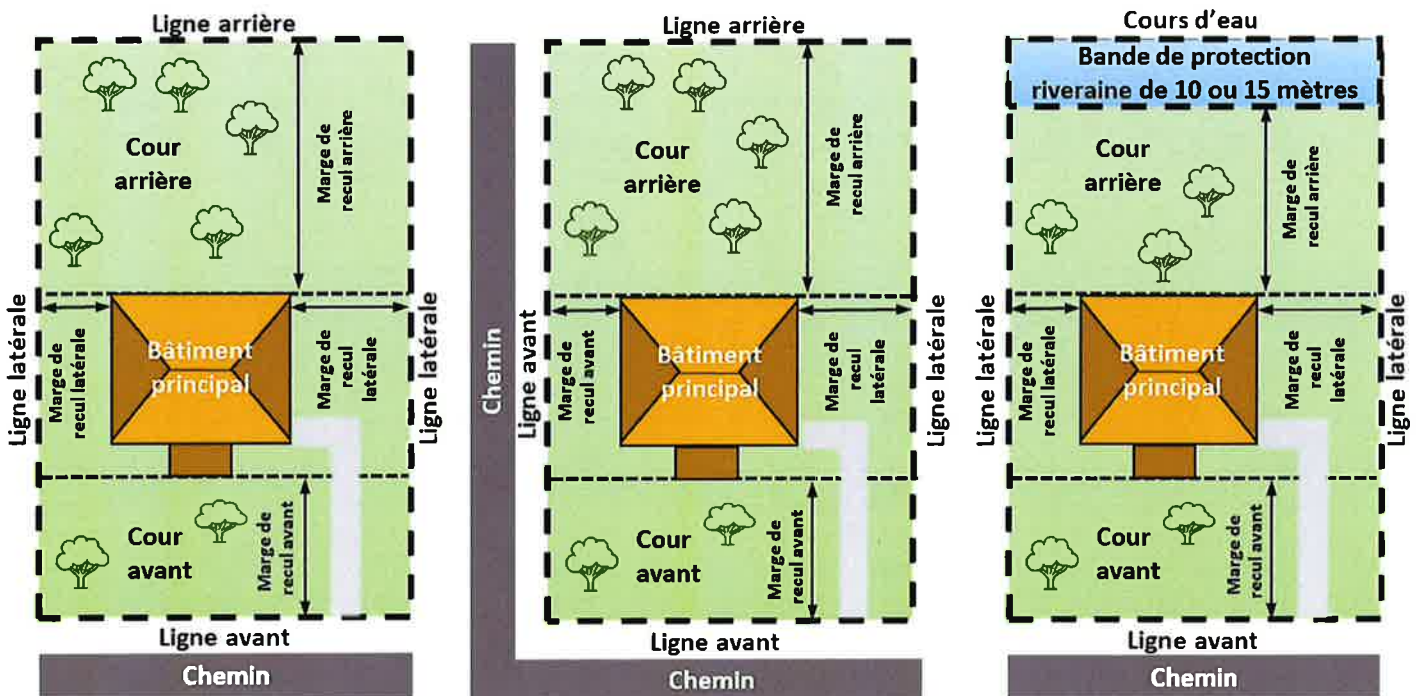 Ligne arrière
Cour
arrière
Marge de
recul arrière
Ligne latérale
Marge de
recul latérale
Bâtiment
principal
Marge de
recul
latérale
Ligne latérale
Cour
avant
Marge de
recul avant
Ligne avant
Chemin
Ligne arrière
Chemin
Cour
arrière
Marge de
recul arrière
Ligne avant
Marge de
recul avant
Bâtiment
principal
Marge de
recul
latérale
Ligne latérale
Cour
avant
Marge de
recul avant
Ligne avant
Chemin
Cours d'eau
Bande de protection
riveraine de 10 ou 15 mètres
Cour
arrière
Marge de
recul arrière
Ligne latérale
Marge de
recul latérale
Bâtiment
principal
Marge de
recul
latérale
Ligne latérale
Cour
avant
Marge de
recul avant
Ligne avant
Chemin